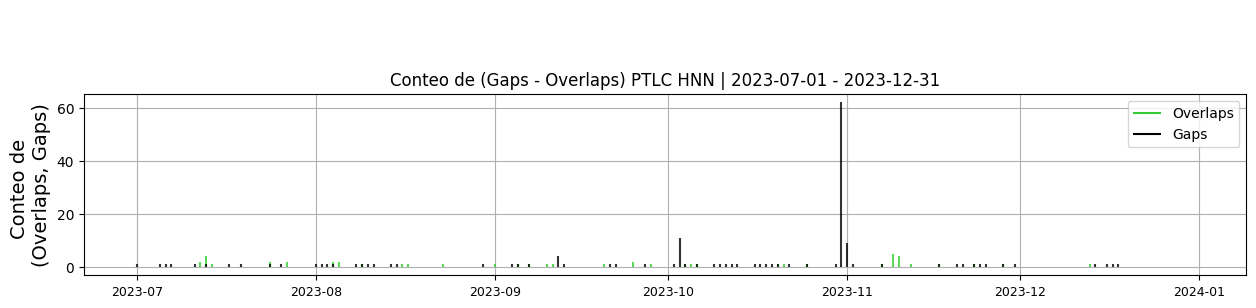 Conteo de (Gaps - Overlaps) PTLC HNN | 2023-07-01 - 2023-12-31
Conteo de
(Overlaps, Gaps)
60
40
20
0
Overlaps
Gaps
2023-07
2023-08
2023-09
2023-10
2023-11
2023-12
2024-01